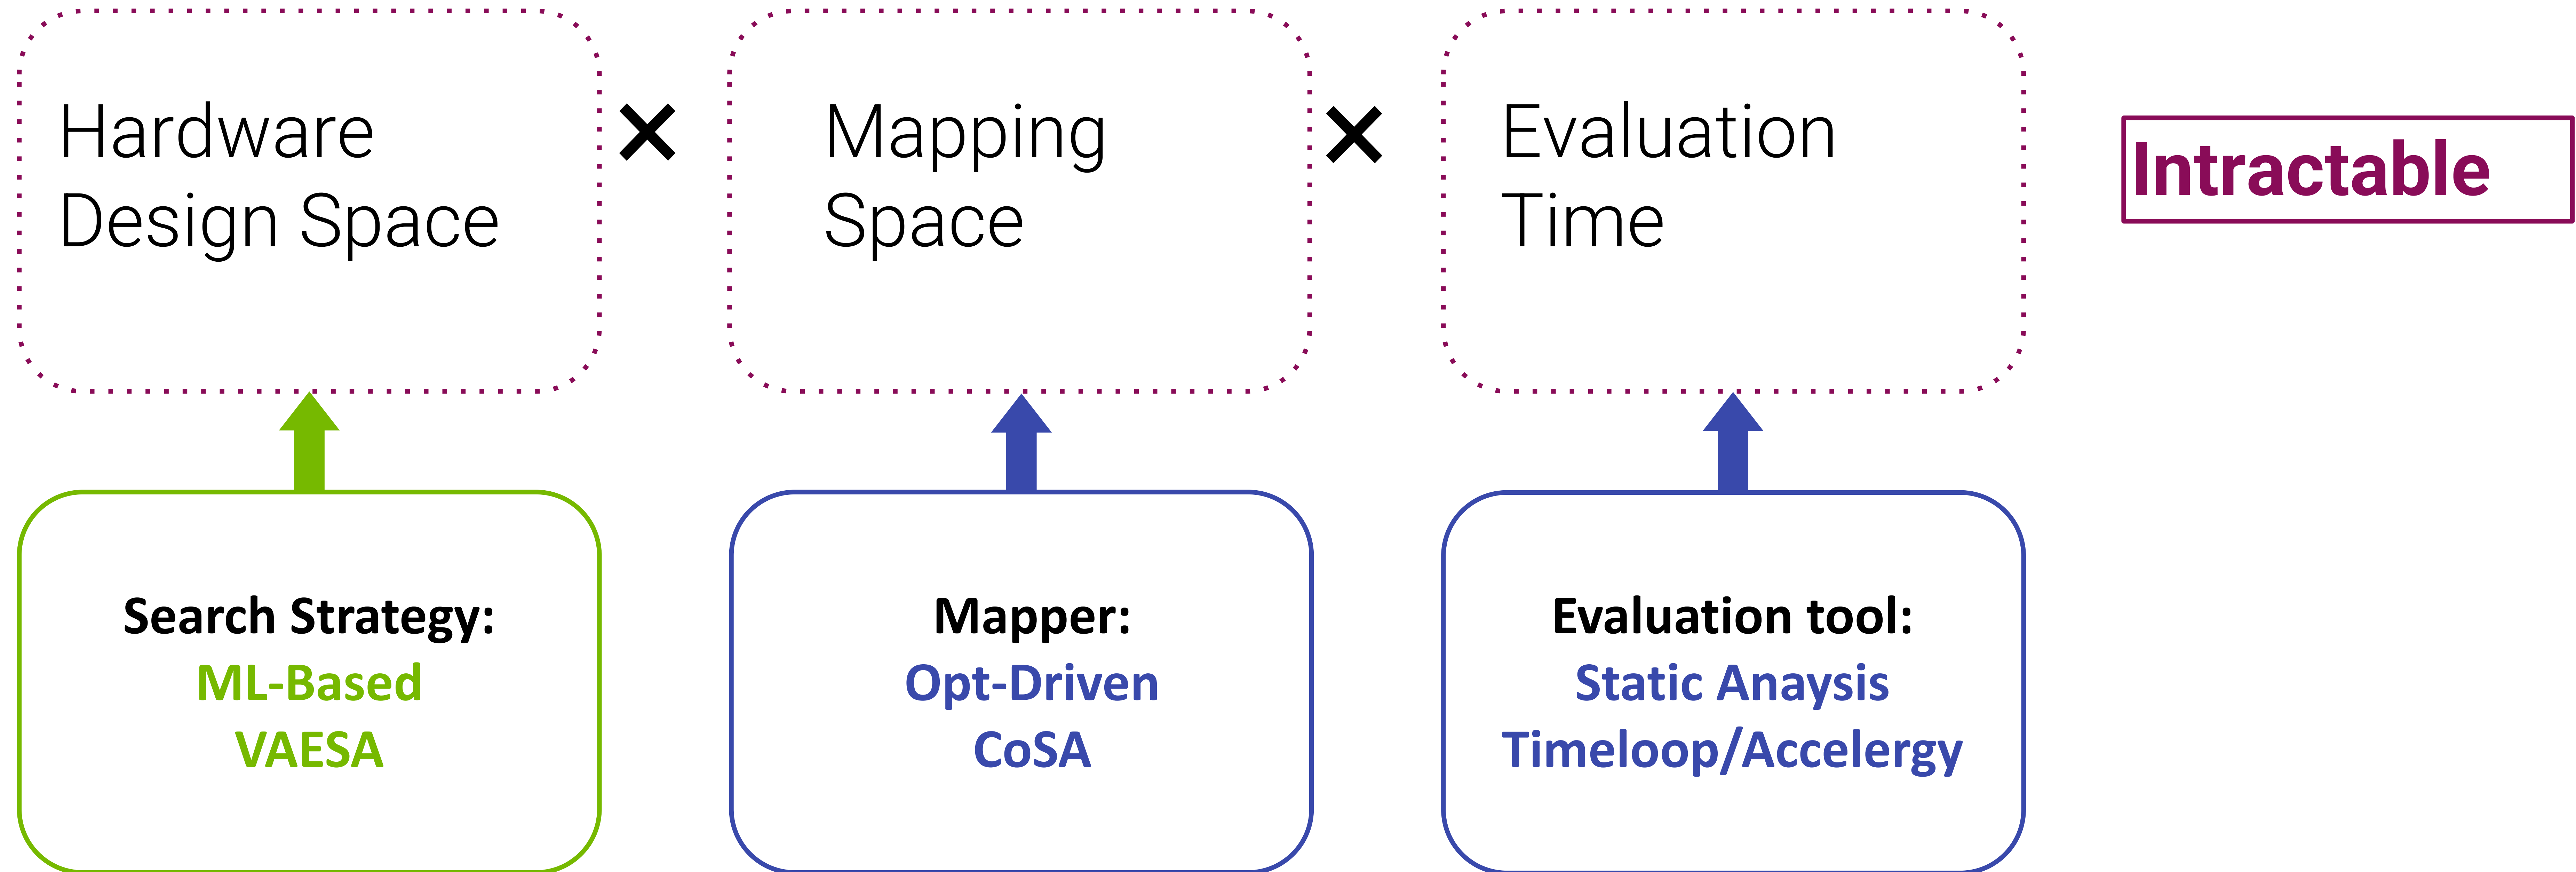 Hardware
Design Space
×
Mapping
Space
×
Evaluation
Time
Intractable
Search Strategy:
ML-Based
VAESA
Mapper:
Opt-Driven
CoSA
Evaluation tool:
Static Anaysis
Timeloop/Accelergy